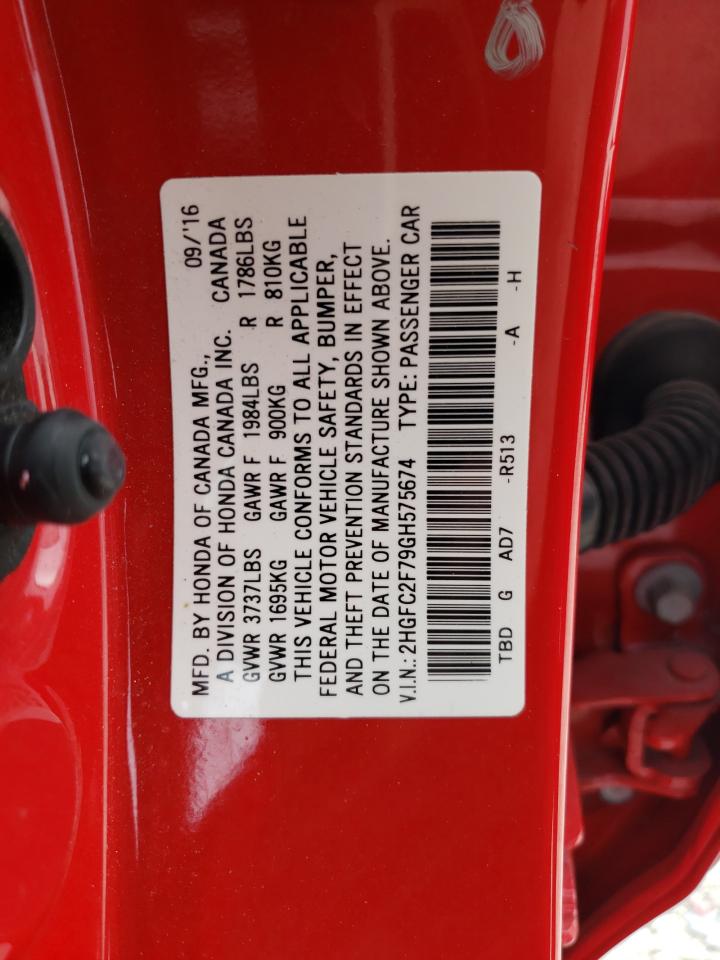 MFD. BY HONDA OF CANADA MFG., 09/'16
A DIVISION OF HONDA CANADA INC. CANADA
GVWR 3737LBS GAWR F 1984LBS R 1786LBS
GVWR 1695KG GAWR F 900KG R 810KG
THIS VEHICLE CONFORMS TO ALL APPLICABLE
FEDERAL MOTOR VEHICLE SAFETY, BUMPER,
AND THEFT PREVENTION STANDARDS IN EFFECT
ON THE DATE OF MANUFACTURE SHOWN ABOVE.
V.I.N.: 2HGFC2F79GH575674 TYPE: PASSENGER CAR
TBD G AD7 -R513 -A -H